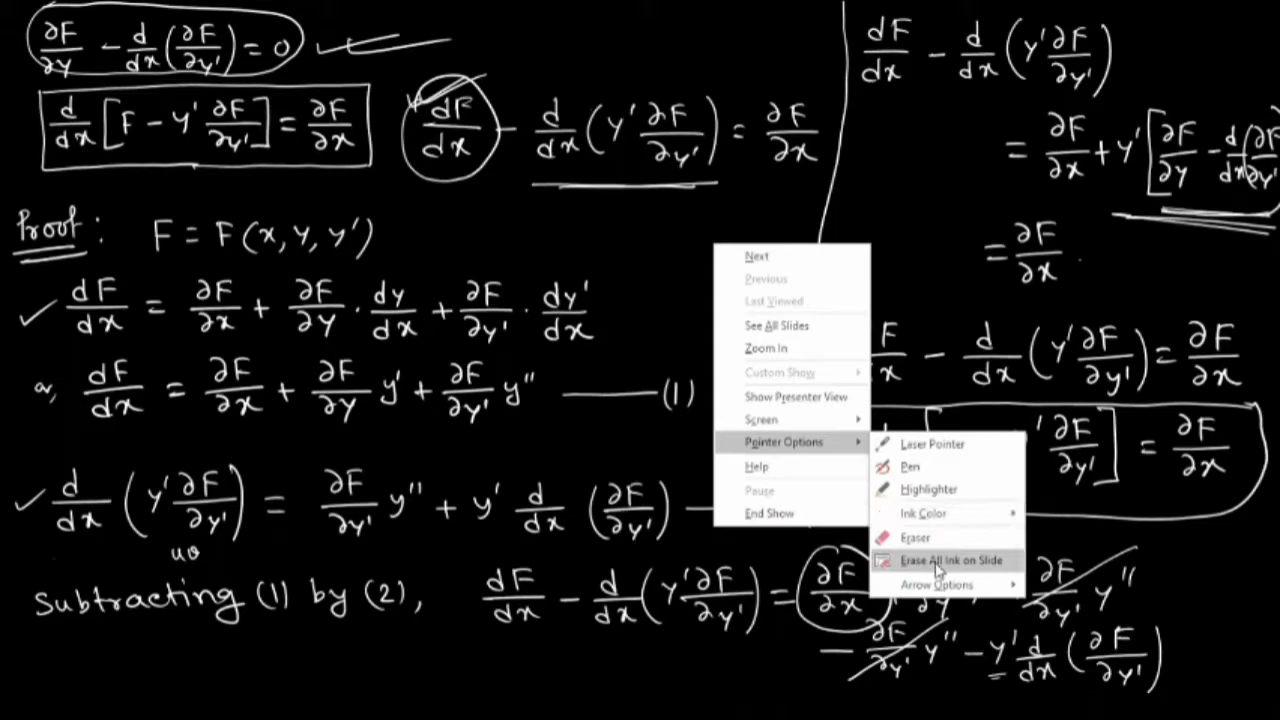 ∂F/∂y − d/dx (∂F/∂y') = 0
d/dx [F − y' ∂F/∂y'] = ∂F/∂x
dF/dx − d/dx (y' ∂F/∂y') = ∂F/∂x
Proof : F = F(x, y, y')
dF/dx = ∂F/∂x + ∂F/∂y · dy/dx + ∂F/∂y' · dy'/dx
or, dF/dx = ∂F/∂x + ∂F/∂y y' + ∂F/∂y' y'' —— (1)
d/dx (y' ∂F/∂y') = ∂F/∂y' y'' + y' d/dx (∂F/∂y') —
uv
Subtracting (1) by (2), dF/dx − d/dx (y' ∂F/∂y') = ∂F/∂x ∂y' ∂F/∂y' y''
− ∂F/∂y' y'' − y' d/dx (∂F/∂y')
dF/dx − d/dx (y' ∂F/∂y')
= ∂F/∂x + y' [∂F/∂y − d/dx (∂F/∂y'
= ∂F/∂x .
F/x − d/dx (y' ∂F/∂y') = ∂F/∂x
[ ' ∂F/∂y'] = ∂F/∂x
Next
Previous
Last Viewed
See All Slides
Zoom In
Custom Show
Show Presenter View
Screen
Pointer Options
Help
Pause
End Show
Laser Pointer
Pen
Highlighter
Ink Color
Eraser
Erase All Ink on Slide
Arrow Options